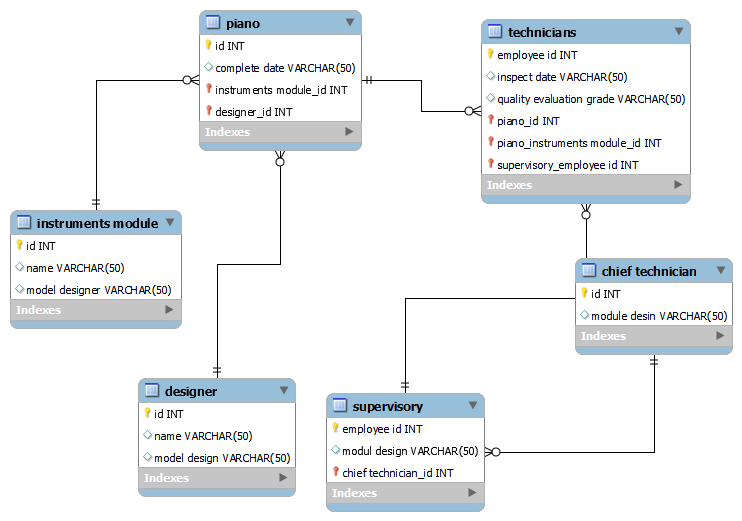 piano
id INT
complete date VARCHAR(50)
instruments module_id INT
designer_id INT
Indexes
technicians
employee id INT
inspect date VARCHAR(50)
quality evaluation grade VARCHAR(50)
piano_id INT
piano_instruments module_id INT
supervisory_employee id INT
Indexes
instruments module
id INT
name VARCHAR(50)
model designer VARCHAR(50)
Indexes
chief technician
id INT
module desin VARCHAR(50)
Indexes
designer
id INT
name VARCHAR(50)
model design VARCHAR(50)
Indexes
supervisory
employee id INT
modul design VARCHAR(50)
chief technician_id INT
Indexes